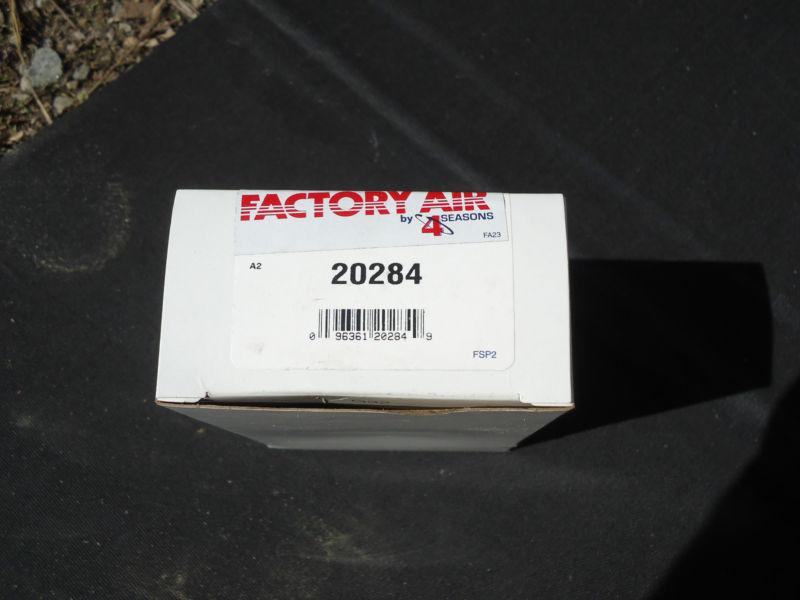 FACTORY AIR
by 4 SEASONS
FA23
A2
20284
0 96361 20284 9
FSP2